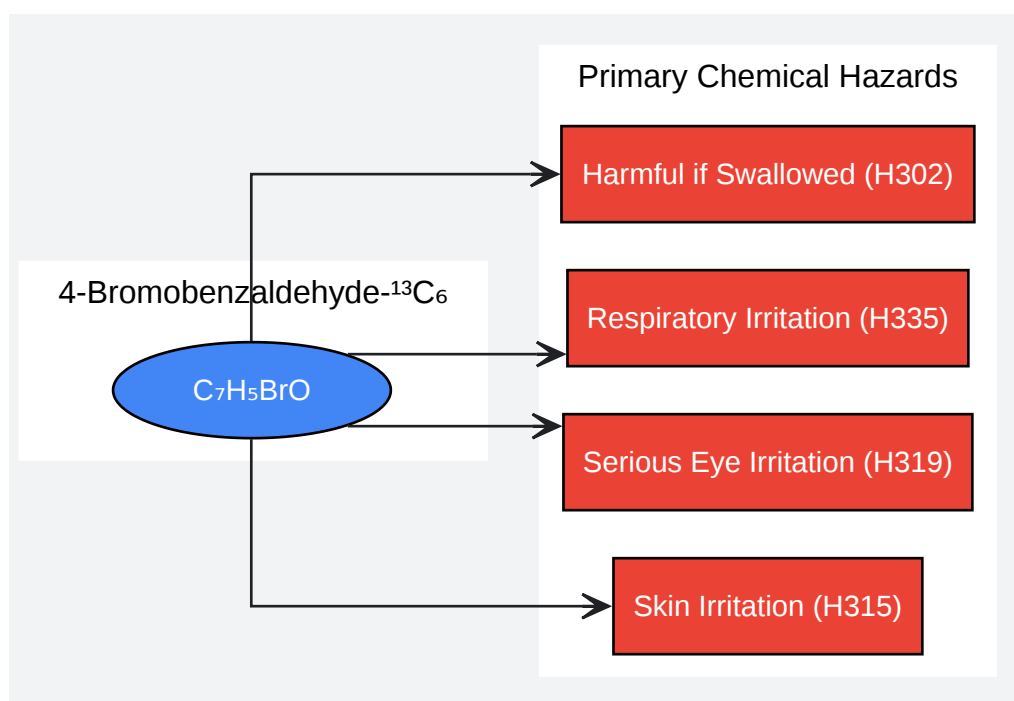 Primary Chemical Hazards
Harmful if Swallowed (H302)
4-Bromobenzaldehyde-¹³C₆
Respiratory Irritation (H335)
C₇H₅BrO
Serious Eye Irritation (H319)
Skin Irritation (H315)